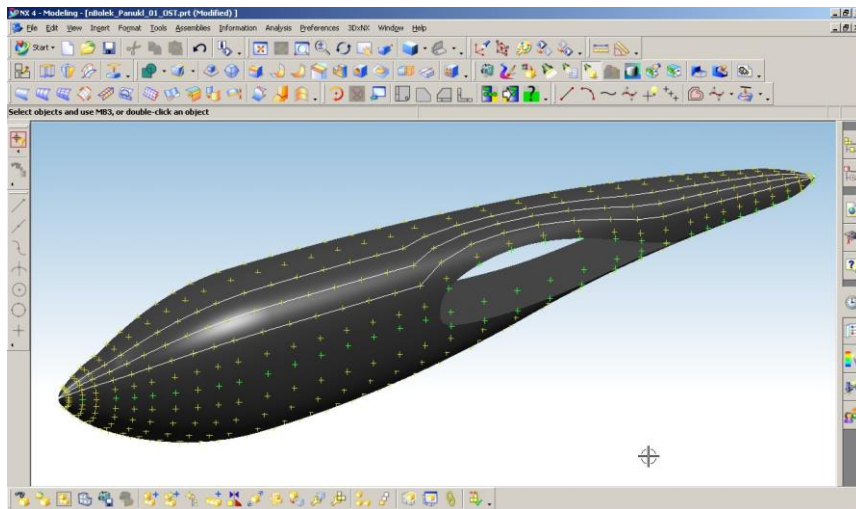 NX 4 - Modeling - [nBolek_Panukl_01_OST.prt (Modified) ]
File Edit View Insert Format Tools Assemblies Information Analysis Preferences 3DxNX Window Help
Start
Select objects and use MB3, or double-click an object